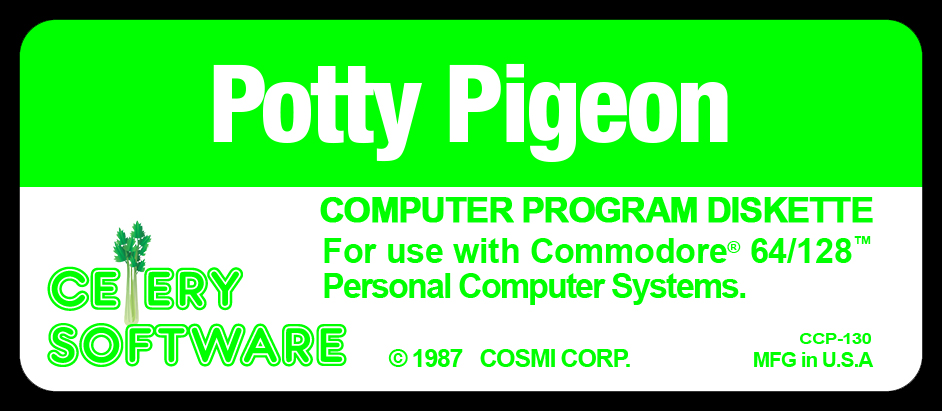 Potty Pigeon
COMPUTER PROGRAM DISKETTE
For use with Commodore® 64/128™
Personal Computer Systems.
CELERY
SOFTWARE
© 1987 COSMI CORP.
CCP-130
MFG in U.S.A